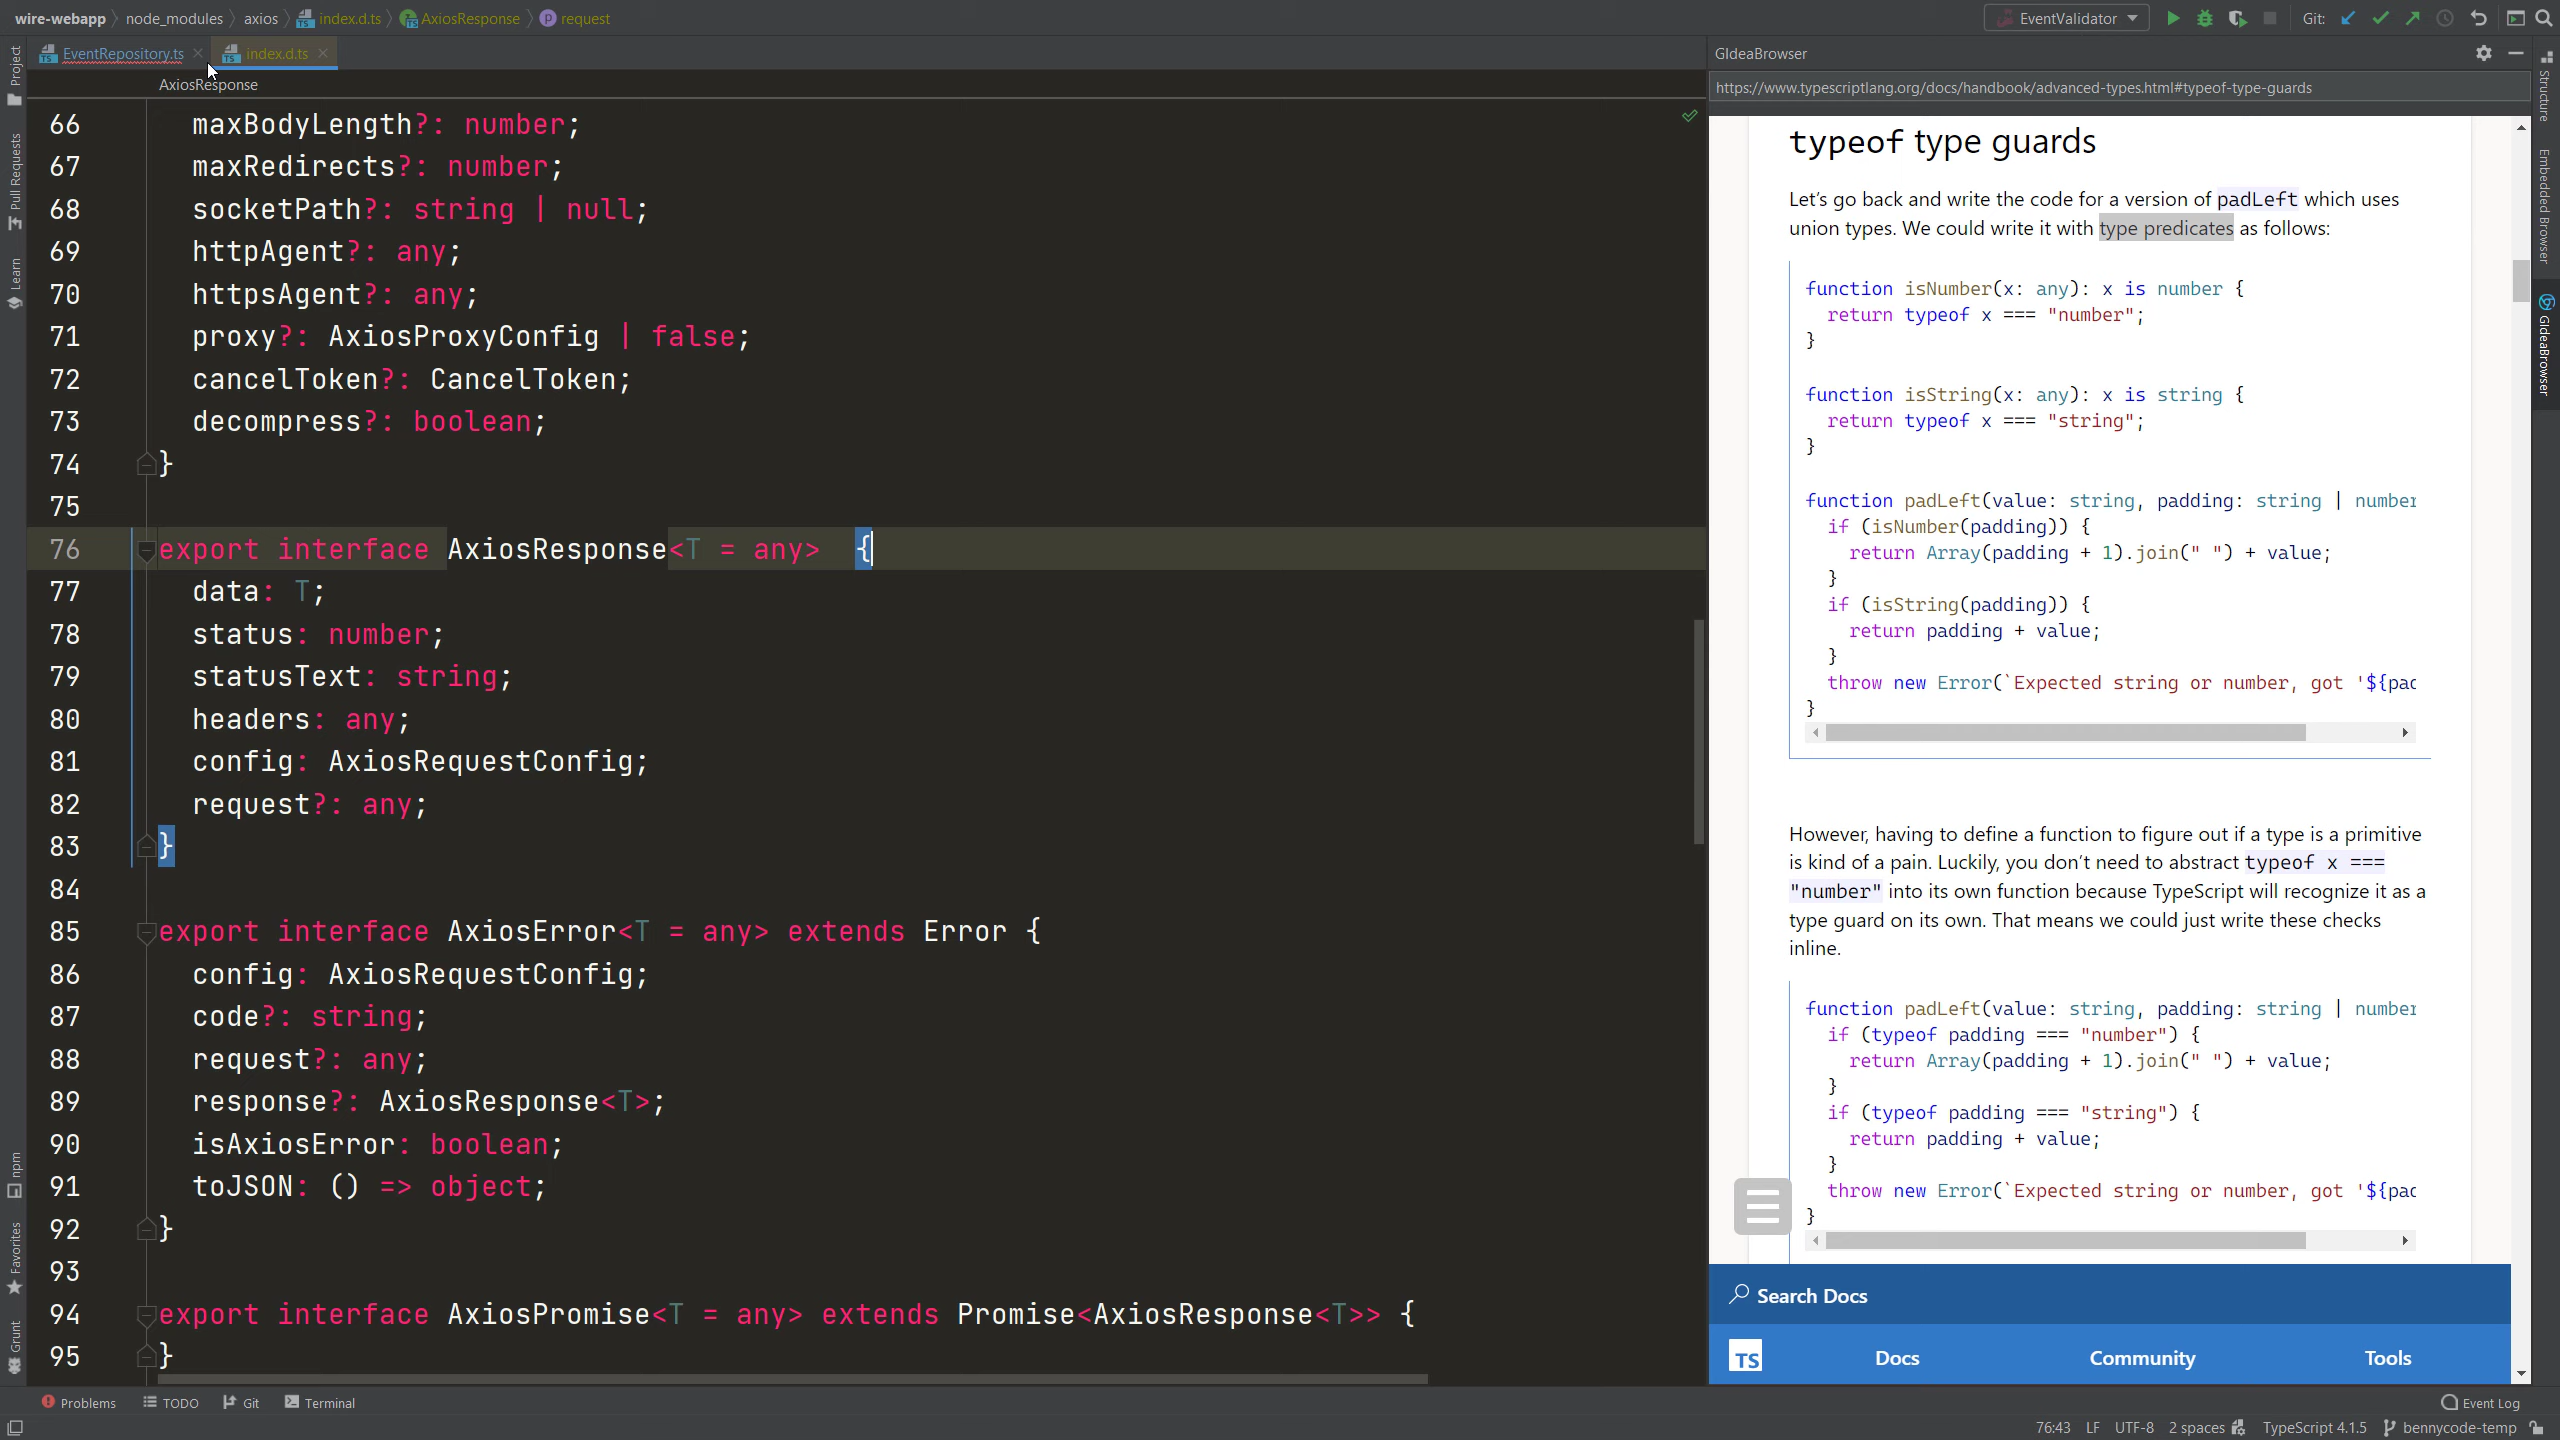 wire-webapp
node_modules
axios
index.d.ts
AxiosResponse
request
EventValidator
Git:
EventRepository.ts
index.d.ts
AxiosResponse
66 maxBodyLength?: number;
67 maxRedirects?: number;
68 socketPath?: string | null;
69 httpAgent?: any;
70 httpsAgent?: any;
71 proxy?: AxiosProxyConfig | false;
72 cancelToken?: CancelToken;
73 decompress?: boolean;
74 }
75
76 export interface AxiosResponse<T = any>  {
77 data: T;
78 status: number;
79 statusText: string;
80 headers: any;
81 config: AxiosRequestConfig;
82 request?: any;
83 }
84
85 export interface AxiosError<T = any> extends Error {
86 config: AxiosRequestConfig;
87 code?: string;
88 request?: any;
89 response?: AxiosResponse<T>;
90 isAxiosError: boolean;
91 toJSON: () => object;
92 }
93
94 export interface AxiosPromise<T = any> extends Promise<AxiosResponse<T>> {
95 }
Project
Pull Requests
Learn
npm
Favorites
Grunt
GIdeaBrowser
https://www.typescriptlang.org/docs/handbook/advanced-types.html#typeof-type-guards
typeof type guards
Let's go back and write the code for a version of padLeft which uses
union types. We could write it with type predicates as follows:
function isNumber(x: any): x is number {
return typeof x === "number";
}
function isString(x: any): x is string {
return typeof x === "string";
}
function padLeft(value: string, padding: string | number
if (isNumber(padding)) {
return Array(padding + 1).join(" ") + value;
}
if (isString(padding)) {
return padding + value;
}
throw new Error(`Expected string or number, got '${pad
}
However, having to define a function to figure out if a type is a primitive
is kind of a pain. Luckily, you don't need to abstract typeof x ===
"number" into its own function because TypeScript will recognize it as a
type guard on its own. That means we could just write these checks
inline.
function padLeft(value: string, padding: string | number
if (typeof padding === "number") {
return Array(padding + 1).join(" ") + value;
}
if (typeof padding === "string") {
return padding + value;
}
throw new Error(`Expected string or number, got '${pad
}
Search Docs
TS
Docs
Community
Tools
Structure
Embedded Browser
GIdeaBrowser
Problems
TODO
Git
Terminal
Event Log
76:43
LF
UTF-8
2 spaces
TypeScript 4.1.5
bennycode-temp